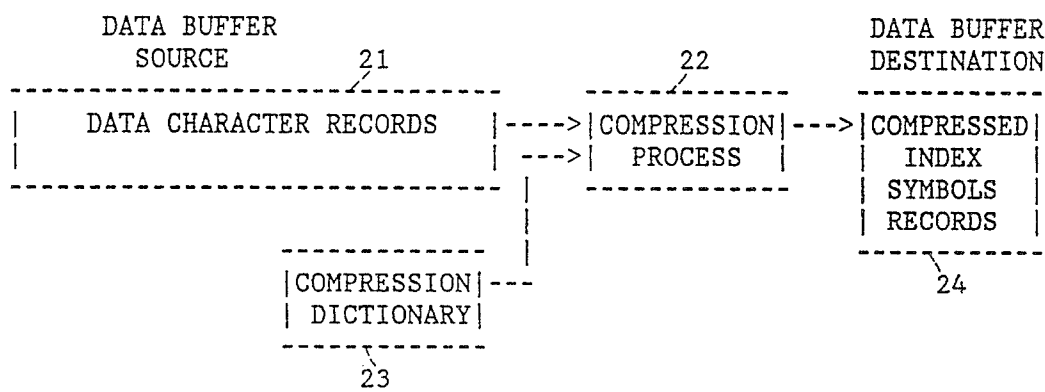 DATA BUFFER
SOURCE
21
DATA CHARACTER RECORDS
22
COMPRESSION
PROCESS
DATA BUFFER
DESTINATION
COMPRESSED
INDEX
SYMBOLS
RECORDS
24
COMPRESSION
DICTIONARY
23